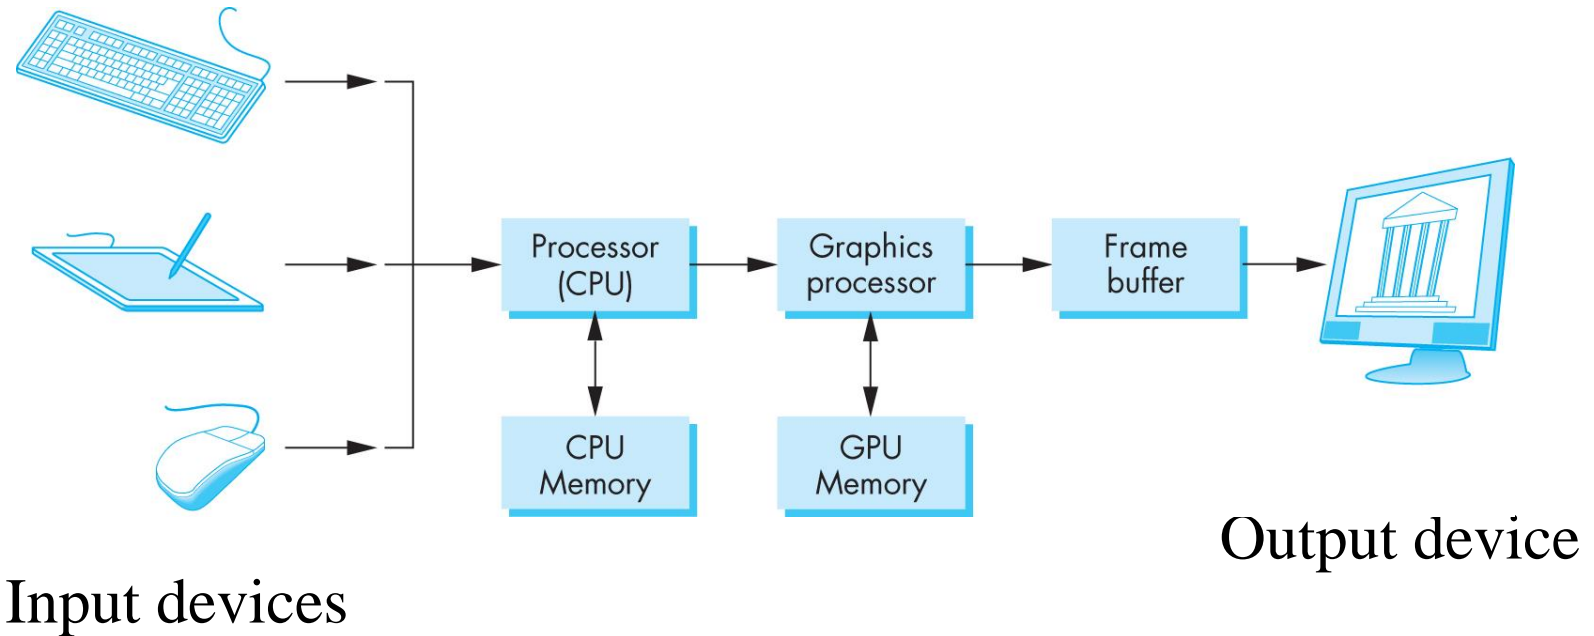 Processor
(CPU)
Graphics
processor
Frame
buffer
CPU
Memory
GPU
Memory
Output device
Input devices